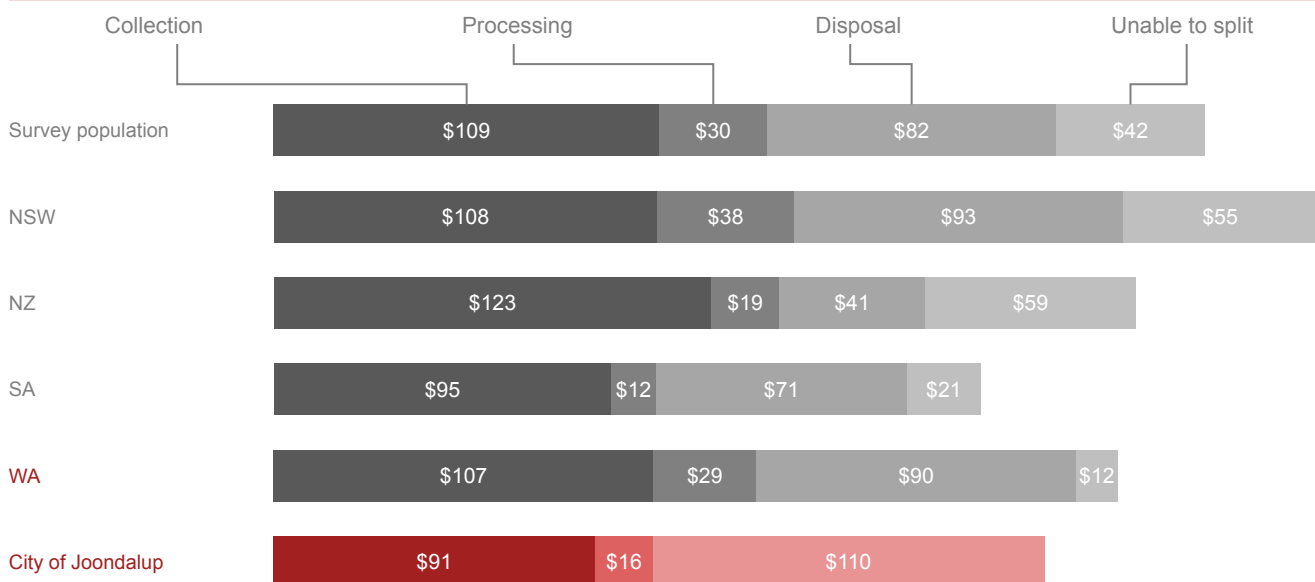 Collection Processing Disposal Unable to split
Survey population $109 $30 $82 $42
NSW $108 $38 $93 $55
NZ $123 $19 $41 $59
SA $95 $12 $71 $21
WA $107 $29 $90 $12
City of Joondalup $91 $16 $110